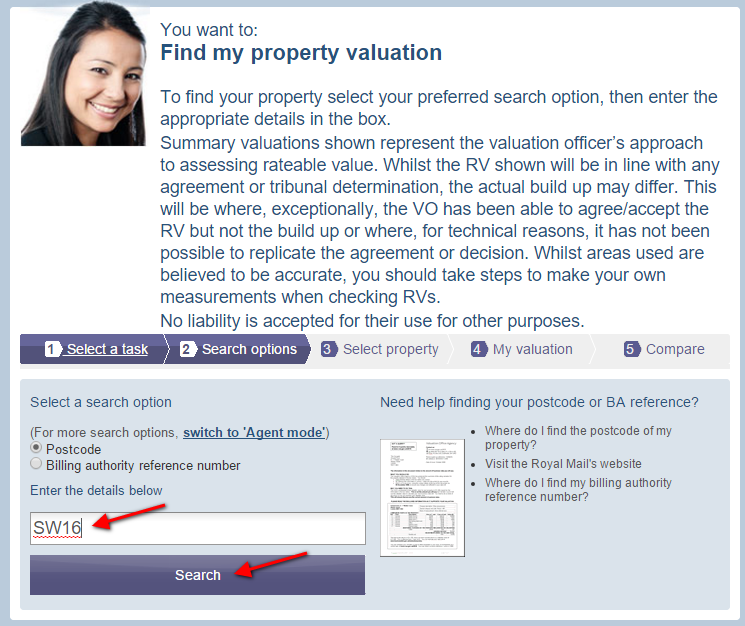 You want to:
Find my property valuation
To find your property select your preferred search option, then enter the
appropriate details in the box.
Summary valuations shown represent the valuation officer's approach
to assessing rateable value. Whilst the RV shown will be in line with any
agreement or tribunal determination, the actual build up may differ. This
will be where, exceptionally, the VO has been able to agree/accept the
RV but not the build up or where, for technical reasons, it has not been
possible to replicate the agreement or decision. Whilst areas used are
believed to be accurate, you should take steps to make your own
measurements when checking RVs.
No liability is accepted for their use for other purposes.
1 Select a task 2 Search options 3 Select property 4 My valuation 5 Compare
Select a search option
(For more search options, switch to 'Agent mode')
Postcode
Billing authority reference number
Enter the details below
SW16
Search
Need help finding your postcode or BA reference?
Where do I find the postcode of my
property?
Visit the Royal Mail's website
Where do I find my billing authority
reference number?